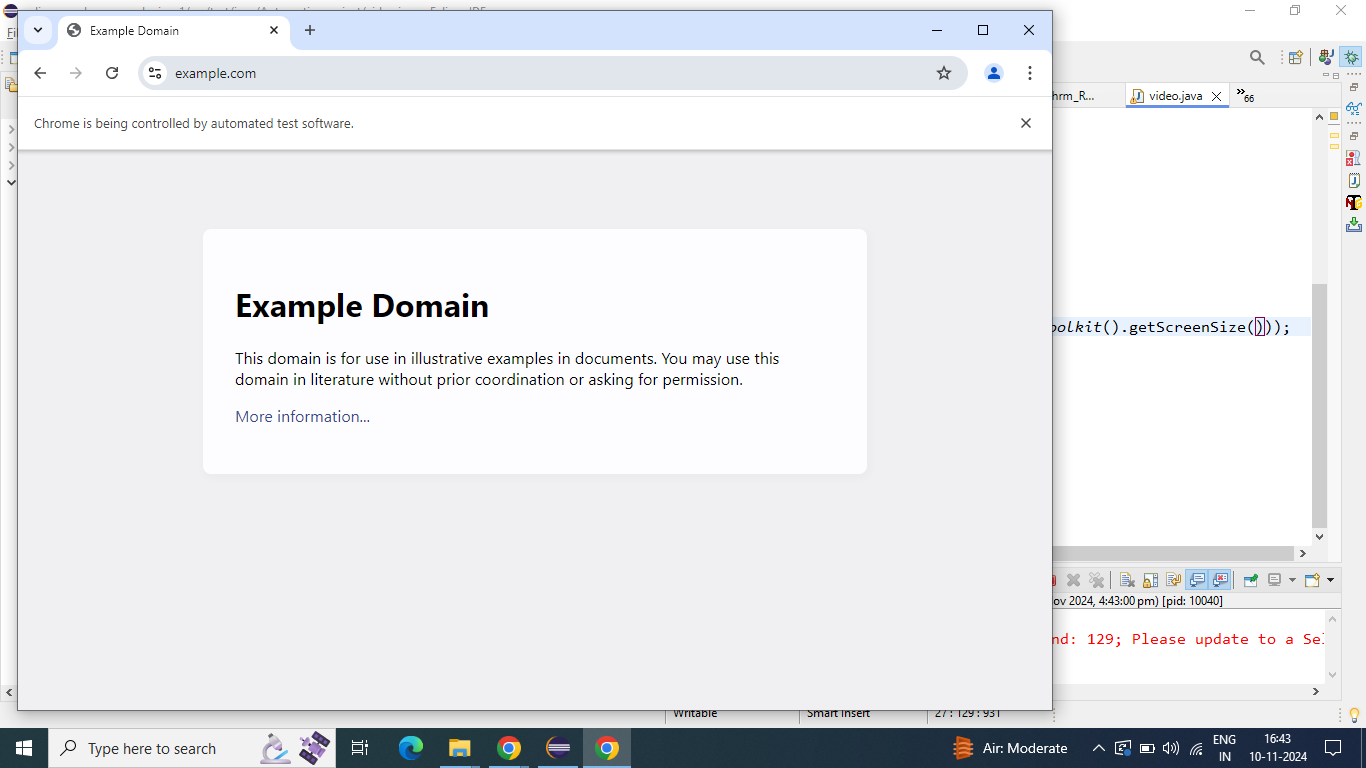 Example Domain
example.com
Chrome is being controlled by automated test software.
Example Domain
This domain is for use in illustrative examples in documents. You may use this
domain in literature without prior coordination or asking for permission.
More information...
hrm_R...
video.java
66
olkit().getScreenSize()));
ov 2024, 4:43:00 pm) [pid: 10040]
nd: 129; Please update to a Sel
Writable
Smart Insert
27 : 129 : 931
Type here to search
Air: Moderate
ENG
IN
16:43
10-11-2024